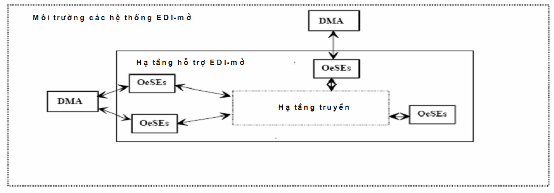 Môi trường các hệ thống EDI-mở
DMA
Hạ tầng hỗ trợ EDI-mở
OeSEs
OeSEs
DMA
Hạ tầng truyền
OeSEs
OeSEs